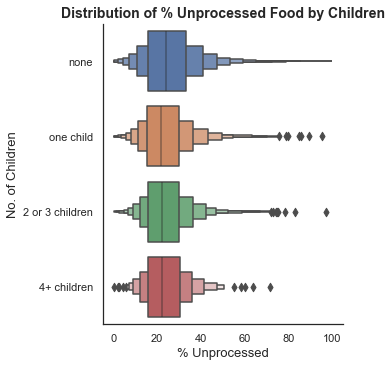 Distribution of % Unprocessed Food by Children
No. of Children
none
one child
2 or 3 children
4+ children
0 20 40 60 80 100
% Unprocessed